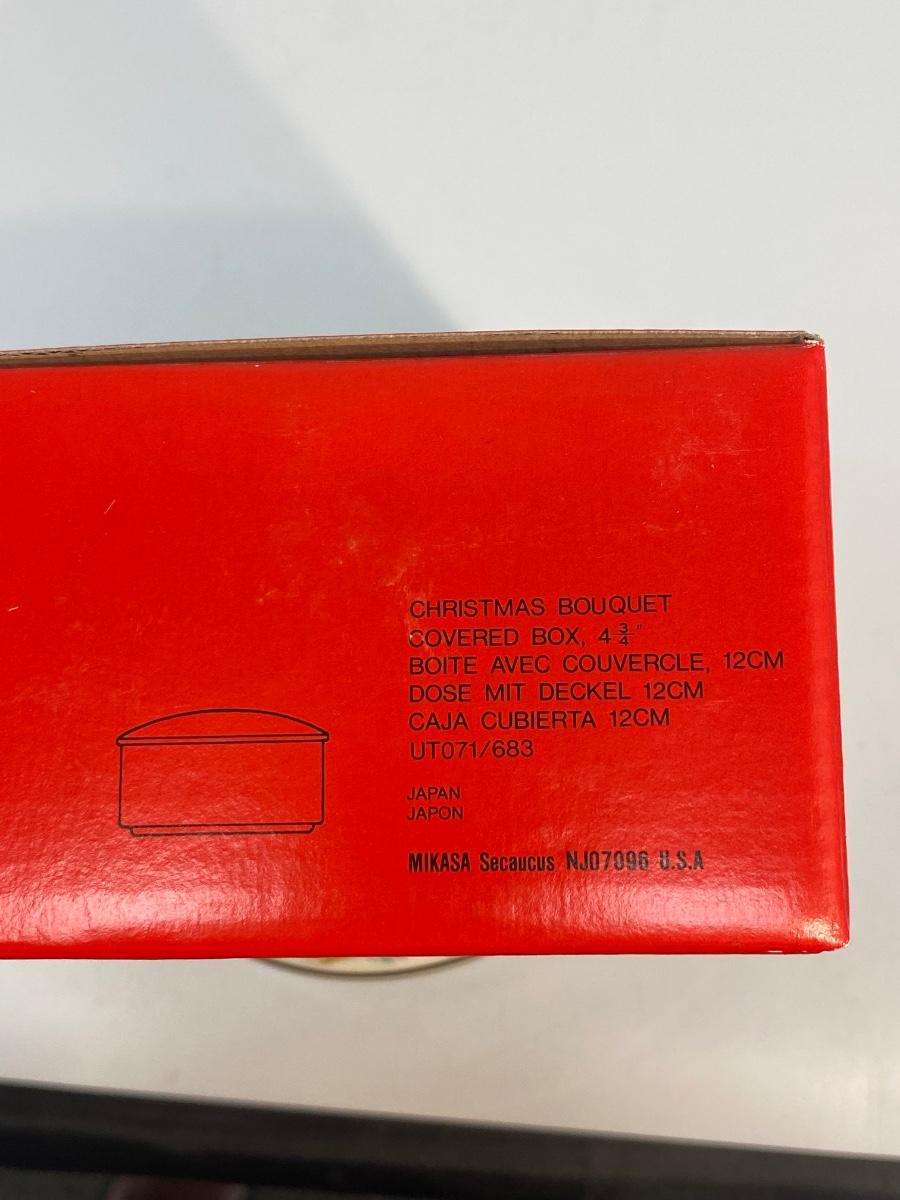 CHRISTMAS BOUQUET
COVERED BOX, 4 3/4"
BOITE AVEC COUVERCLE, 12CM
DOSE MIT DECKEL 12CM
CAJA CUBIERTA 12CM
UT071/683
JAPAN
JAPON
MIKASA Secaucus NJ07096 U.S.A